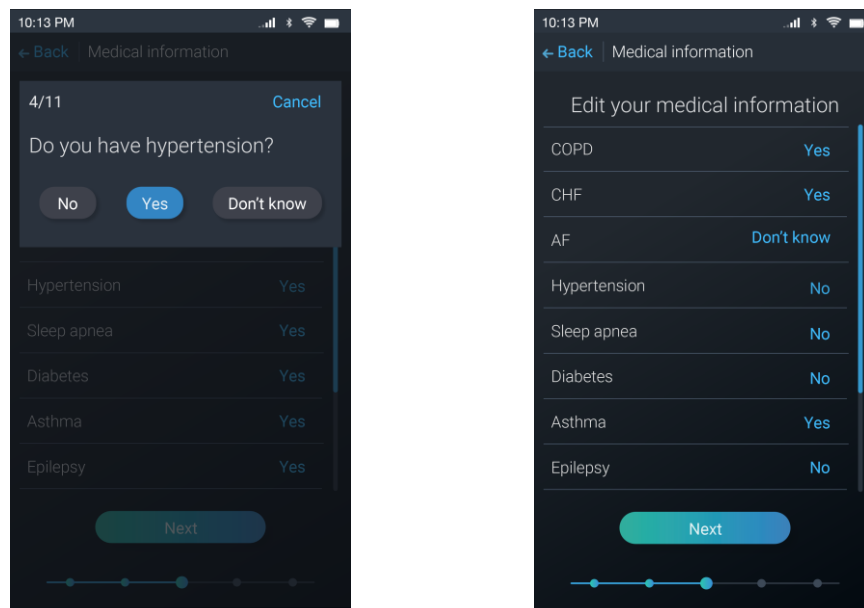 10:13 PM
← Back Medical information
4/11 Cancel
Do you have hypertension?
No Yes Don't know
Hypertension Yes
Sleep apnea Yes
Diabetes Yes
Asthma Yes
Epilepsy Yes
Next
10:13 PM
← Back Medical information
Edit your medical information
COPD Yes
CHF Yes
AF Don't know
Hypertension No
Sleep apnea No
Diabetes No
Asthma Yes
Epilepsy No
Next